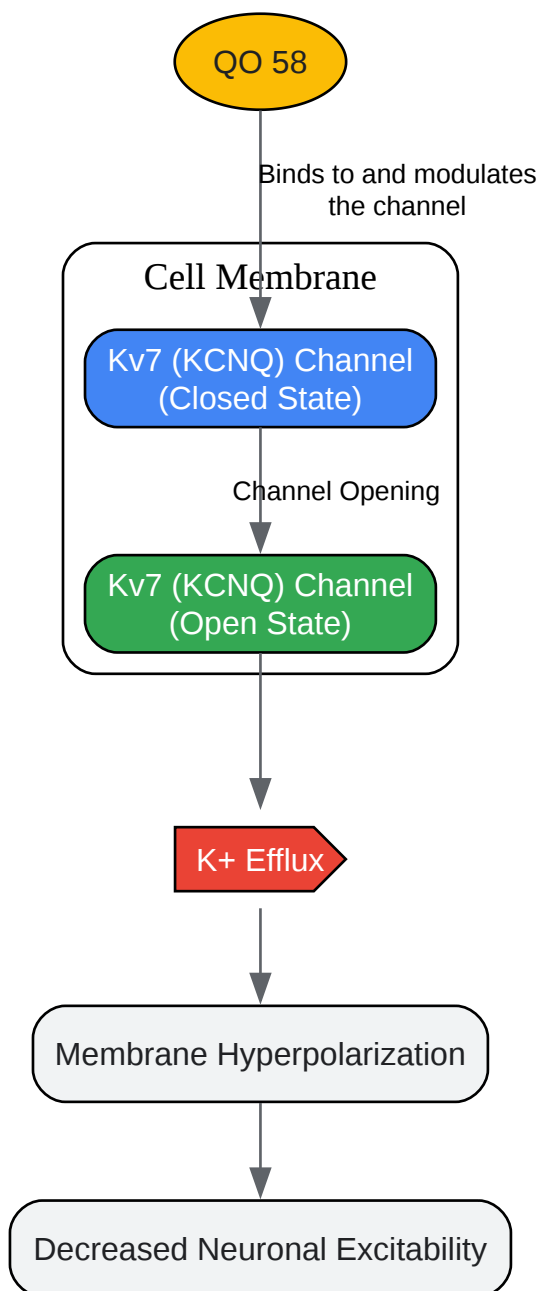 QO 58
Binds to and modulates
the channel
Cell Membrane
Kv7 (KCNQ) Channel
(Closed State)
Channel Opening
Kv7 (KCNQ) Channel
(Open State)
K+ Efflux
Membrane Hyperpolarization
Decreased Neuronal Excitability